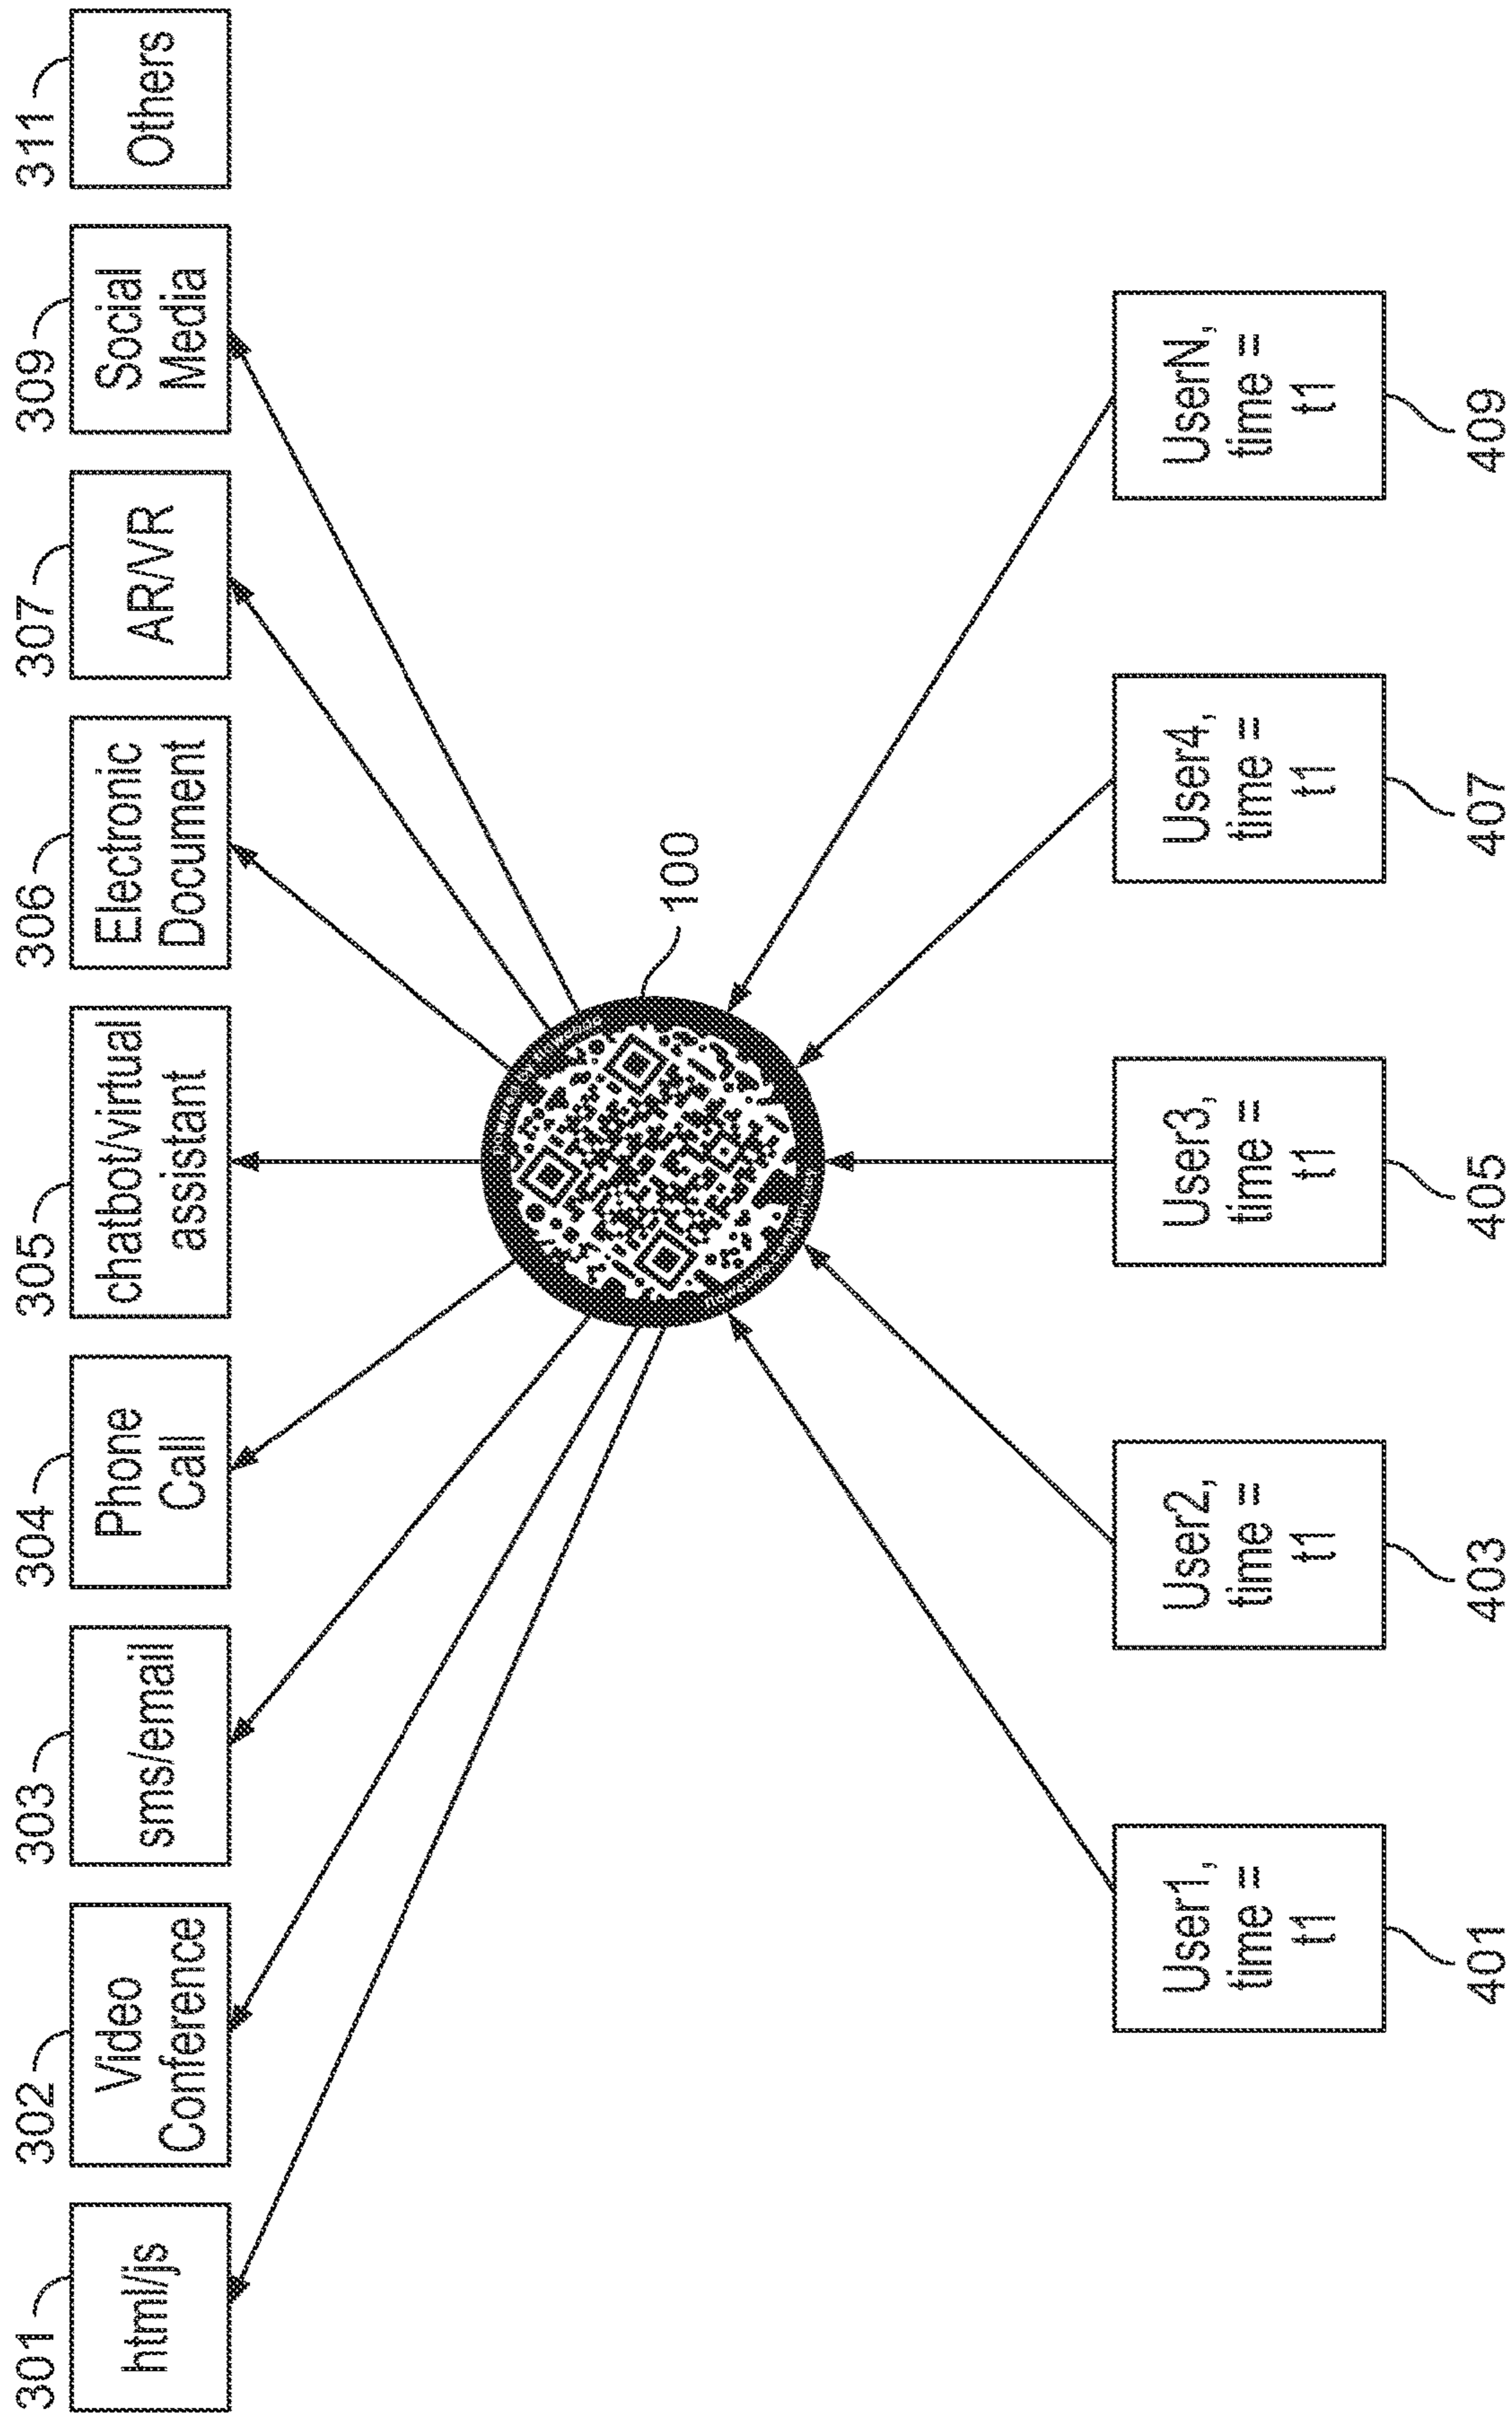 301
302
303
304
305
306
307
309
311
html/js
Video
Conference
sms/email
Phone
Call
chatbot/virtual
assistant
Electronic
Document
AR/VR
Social
Media
Others
100
User1,
time =
t1
User2,
time =
t1
User3,
time =
t1
User4,
time =
t1
UserN,
time =
t1
401
403
405
407
409